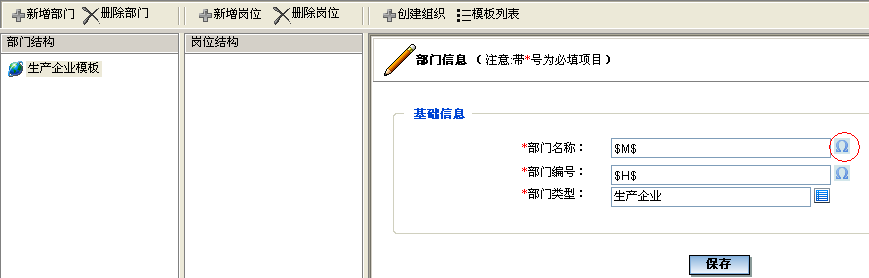 新增部门 删除部门 新增岗位 删除岗位 创建组织 模板列表
部门结构
生产企业模板
岗位结构
部门信息（注意:带*号为必填项目）
基础信息
*部门名称： $M$ Ω
*部门编号： $H$ Ω
*部门类型： 生产企业
保存